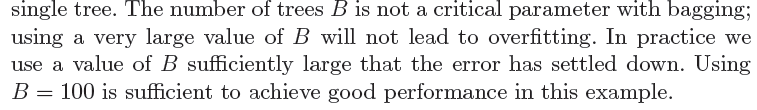 single tree. The number of trees B is not a critical parameter with bagging;
using a very large value of B will not lead to overfitting. In practice we
use a value of B sufficiently large that the error has settled down. Using
B = 100 is sufficient to achieve good performance in this example.